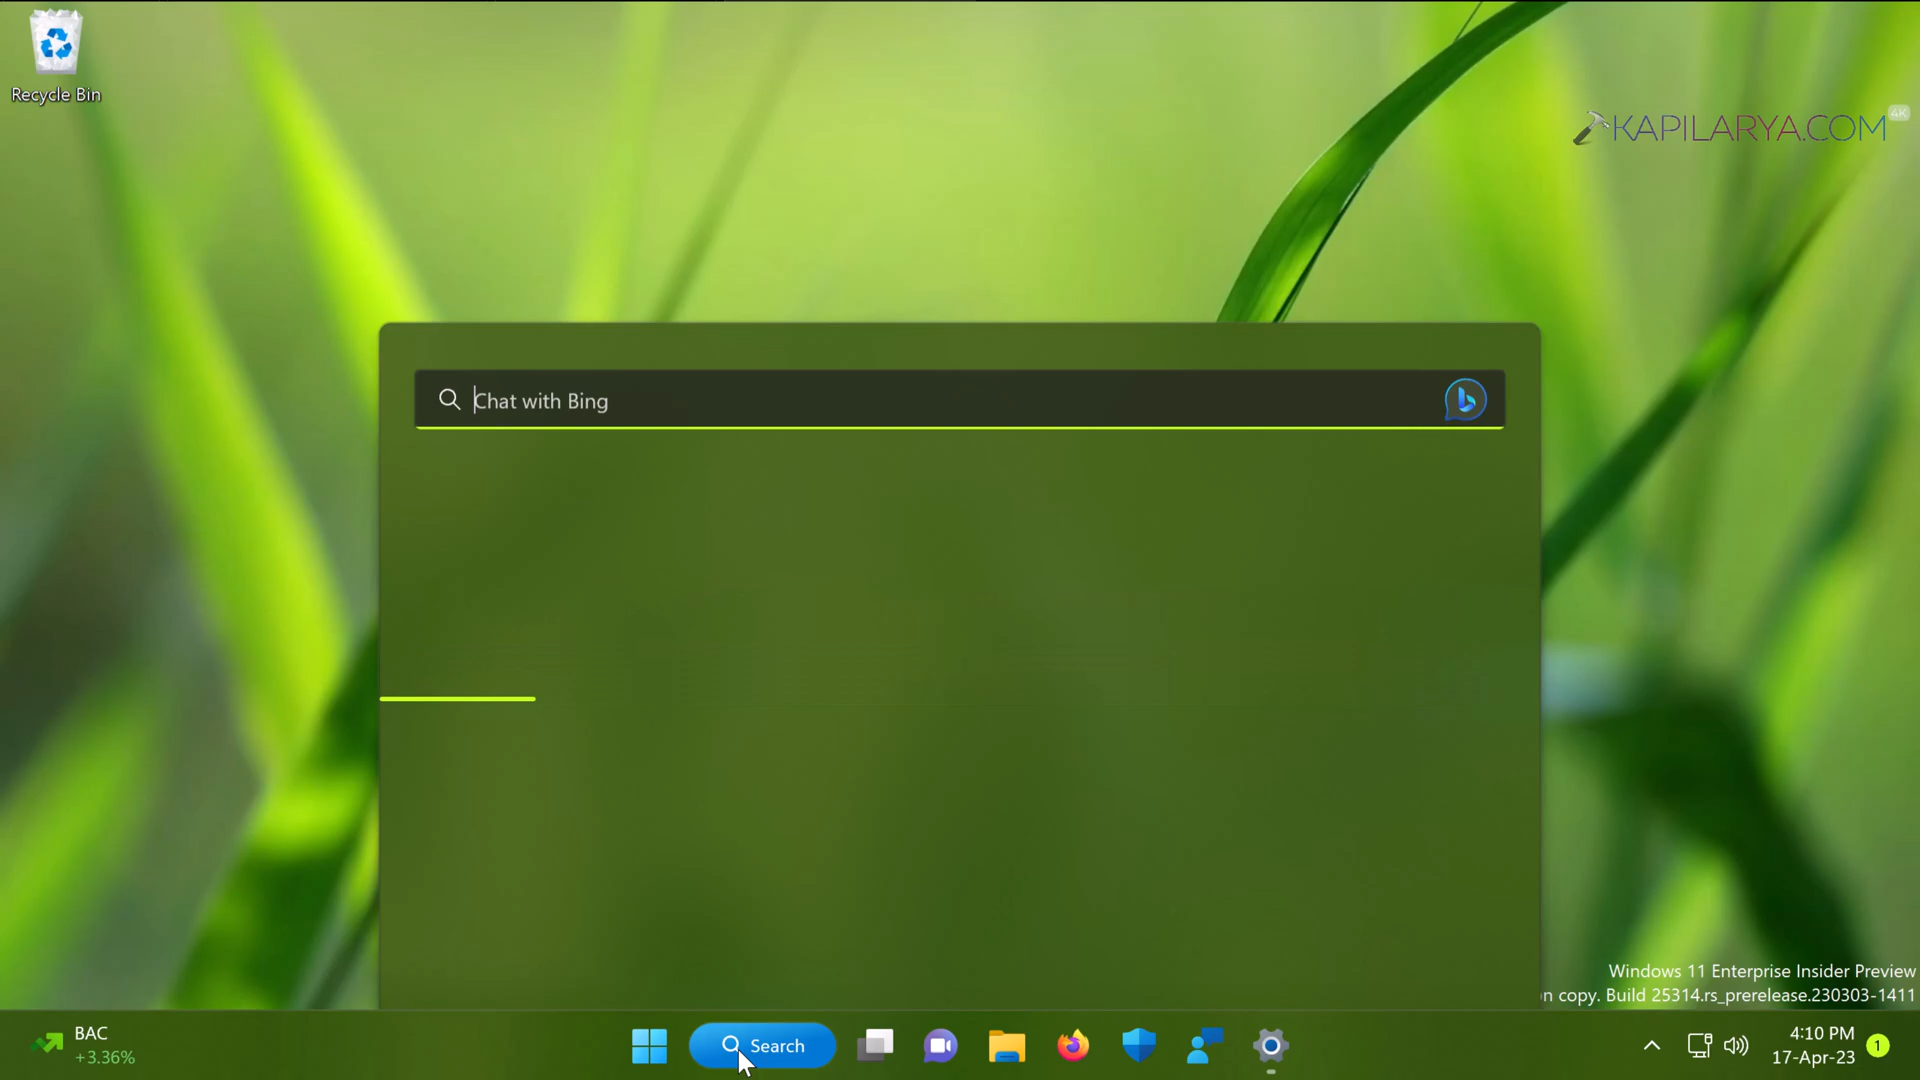 Recycle Bin
KAPILARYA.COM
4K
Chat with Bing
Windows 11 Enterprise Insider Preview
n copy. Build 25314.rs_prerelease.230303-1411
BAC
+3.36%
Search
4:10 PM
17-Apr-23
1